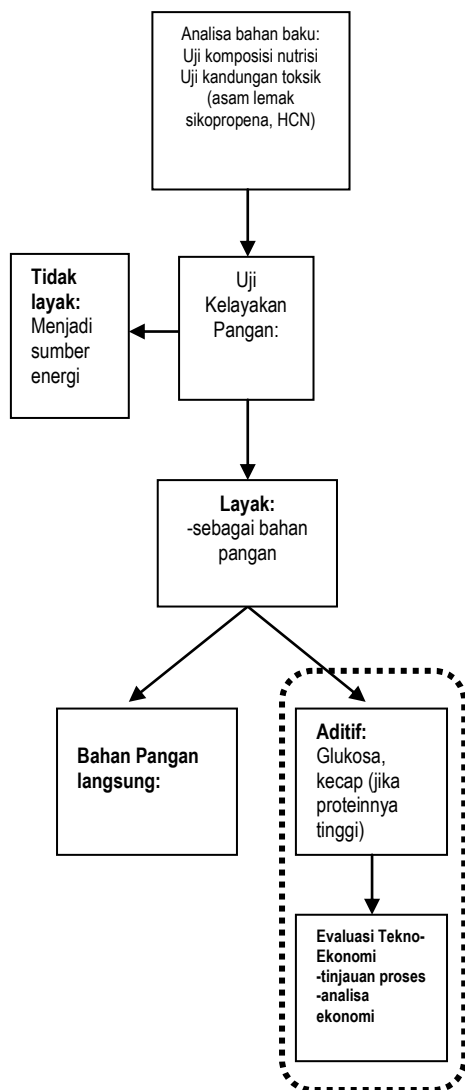 Analisa bahan baku:
Uji komposisi nutrisi
Uji kandungan toksik
(asam lemak
sikopropena, HCN)
Tidak
layak:
Menjadi
sumber
energi
Uji
Kelayakan
Pangan:
Layak:
-sebagai bahan
pangan
Bahan Pangan
langsung:
Aditif:
Glukosa,
kecap (jika
proteinnya
tinggi)
Evaluasi Tekno-
Ekonomi
-tinjauan proses
-analisa
ekonomi